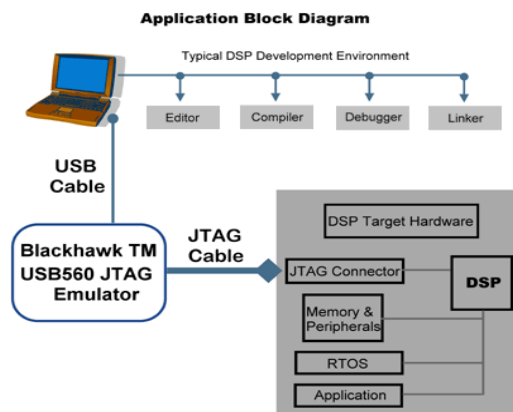 Application Block Diagram
Typical DSP Development Environment
Editor
Compiler
Debugger
Linker
USB
Cable
Blackhawk TM
USB560 JTAG
Emulator
JTAG
Cable
DSP Target Hardware
JTAG Connector
DSP
Memory &
Peripherals
RTOS
Application